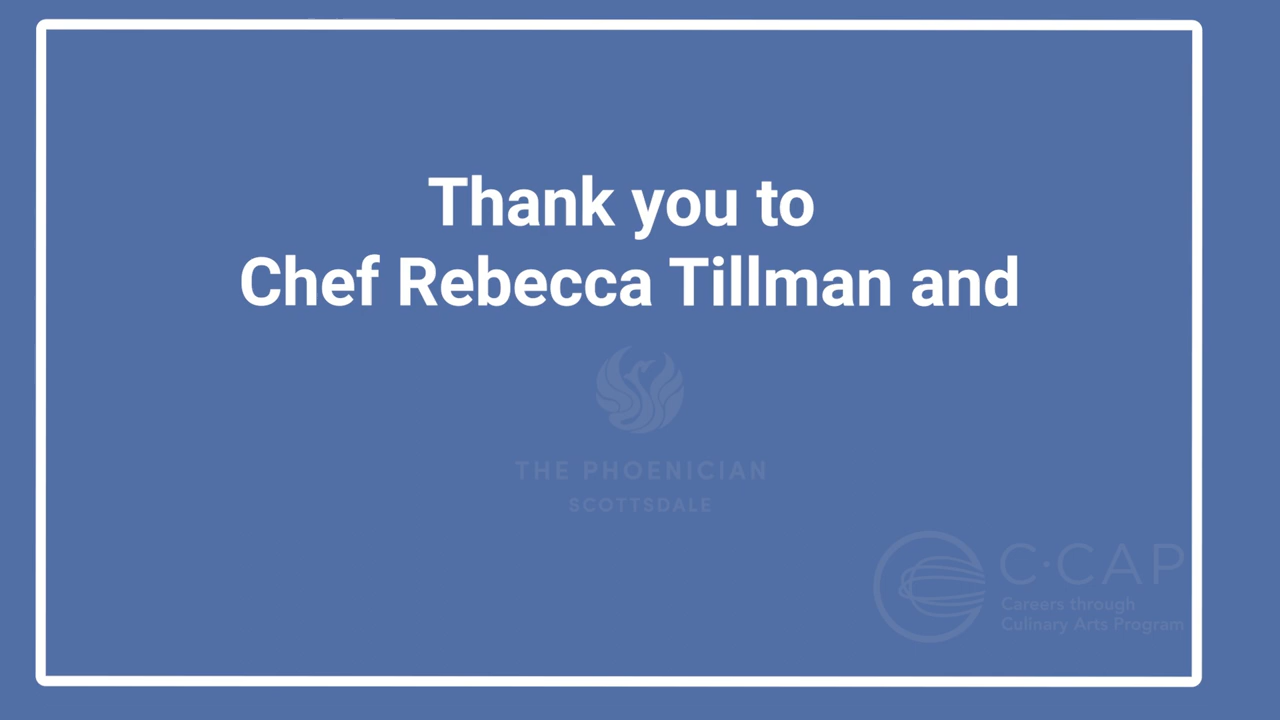 Thank you to
Chef Rebecca Tillman and
THE PHOENICIAN
SCOTTSDALE
C·CAP
Careers through
Culinary Arts Program